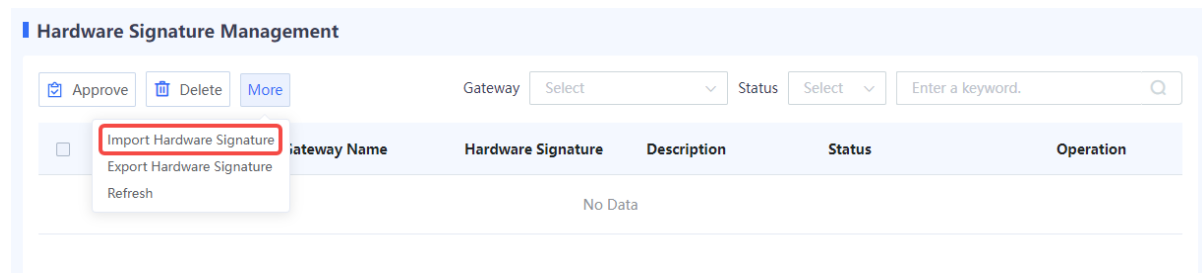 Hardware Signature Management
Approve Delete More Gateway Select Status Select Enter a keyword.
Import Hardware Signature
Gateway Name Hardware Signature Description Status Operation
Export Hardware Signature
Refresh
No Data